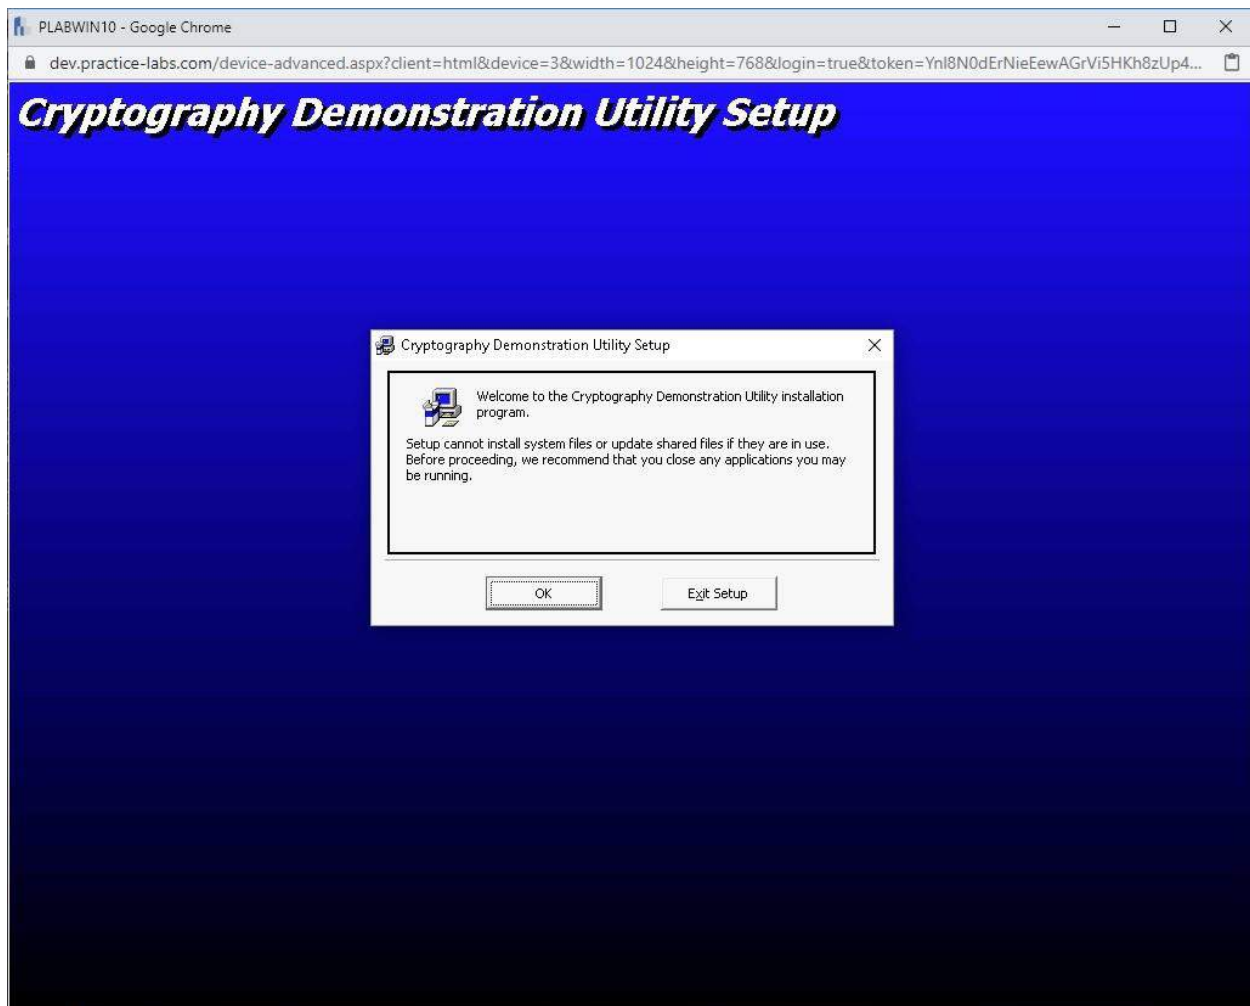 PLABWIN10 - Google Chrome
dev.practice-labs.com/device-advanced.aspx?client=html&device=3&width=1024&height=768&login=true&token=YnI8N0dErNieEewAGrVi5HKh8zUp4...
Cryptography Demonstration Utility Setup
Cryptography Demonstration Utility Setup
Welcome to the Cryptography Demonstration Utility installation
program.
Setup cannot install system files or update shared files if they are in use.
Before proceeding, we recommend that you close any applications you may
be running.
OK
Exit Setup